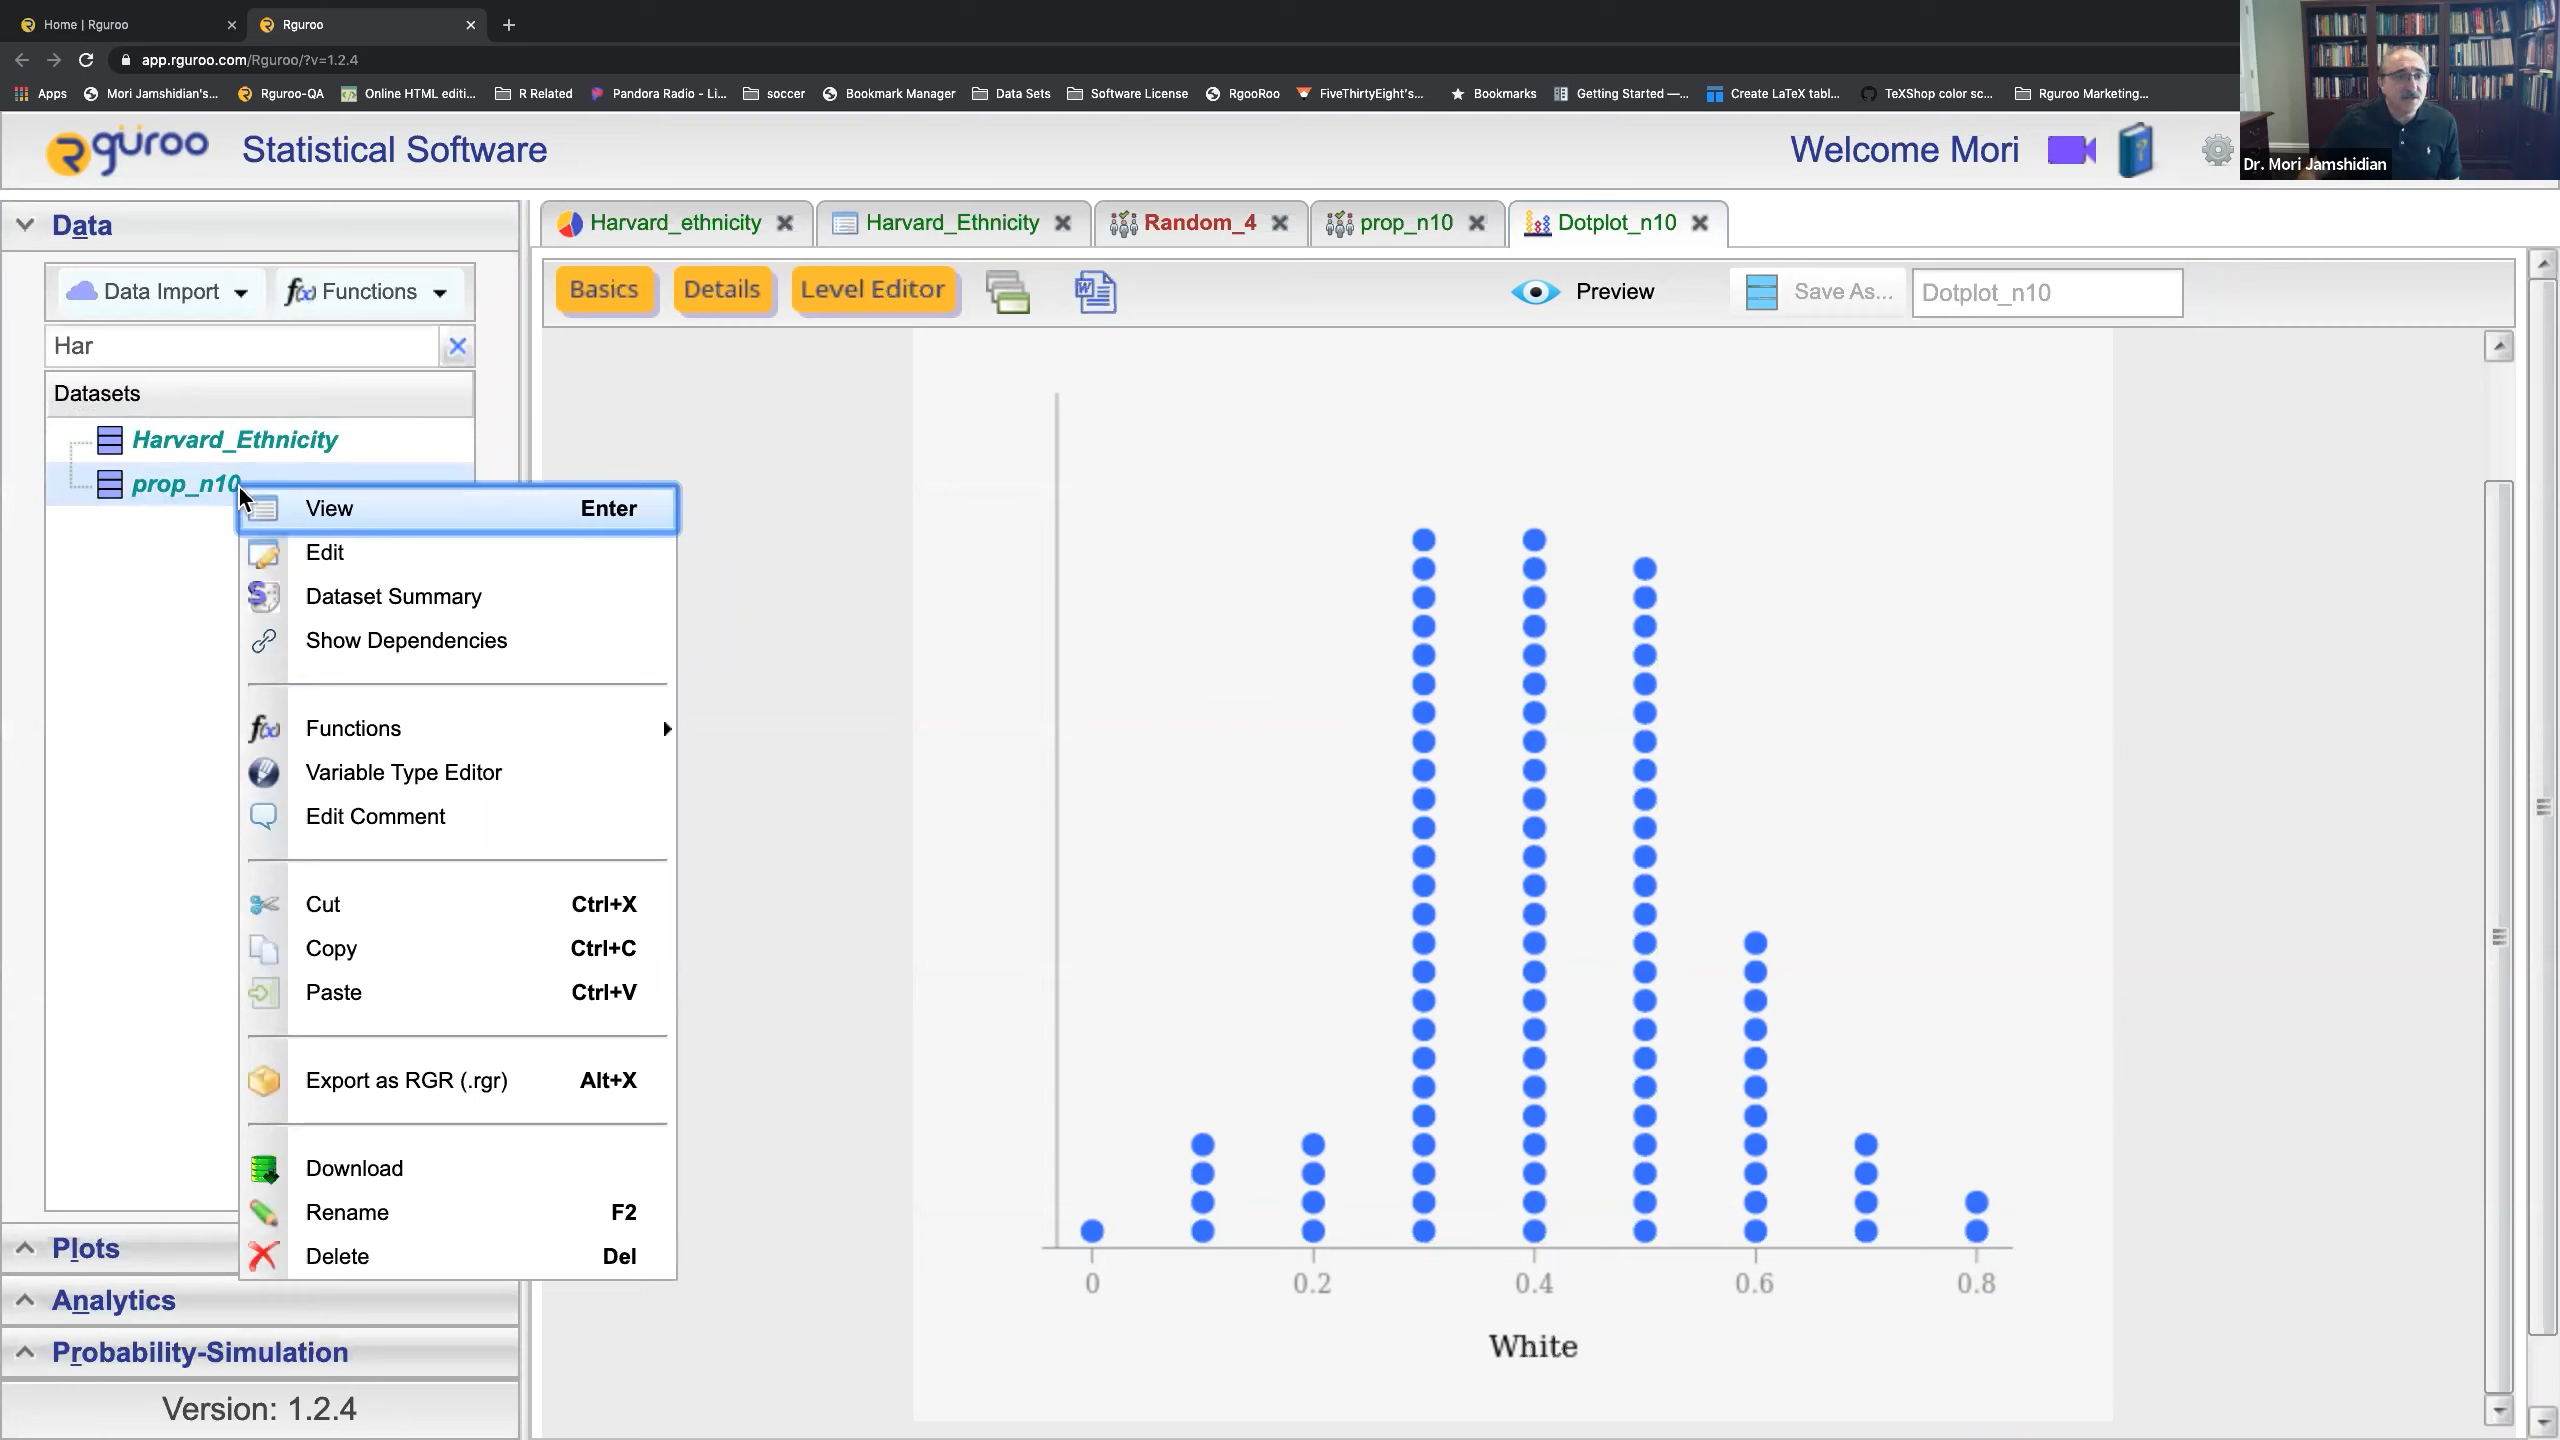 Home | Rguroo
Rguroo
app.rguroo.com/Rguroo/?v=1.2.4
Apps Mori Jamshidian's... Rguroo-QA Online HTML editi... R Related Pandora Radio - Li... soccer Bookmark Manager Data Sets Software License RgooRoo FiveThirtyEight's... Bookmarks Getting Started —... Create LaTeX tabl... TeXShop color sc... Rguroo Marketing...
Rguroo Statistical Software Welcome Mori
Dr. Mori Jamshidian
Data
Harvard_ethnicity Harvard_Ethnicity Random_4 prop_n10 Dotplot_n10
Data Import Functions
Basics Details Level Editor Preview Save As... Dotplot_n10
Har
Datasets
Harvard_Ethnicity
prop_n10
View Enter
Edit
Dataset Summary
Show Dependencies
Functions
Variable Type Editor
Edit Comment
Cut Ctrl+X
Copy Ctrl+C
Paste Ctrl+V
Export as RGR (.rgr) Alt+X
Download
Rename F2
Delete Del
Plots
Analytics
Probability-Simulation
Version: 1.2.4
0 0.2 0.4 0.6 0.8
White